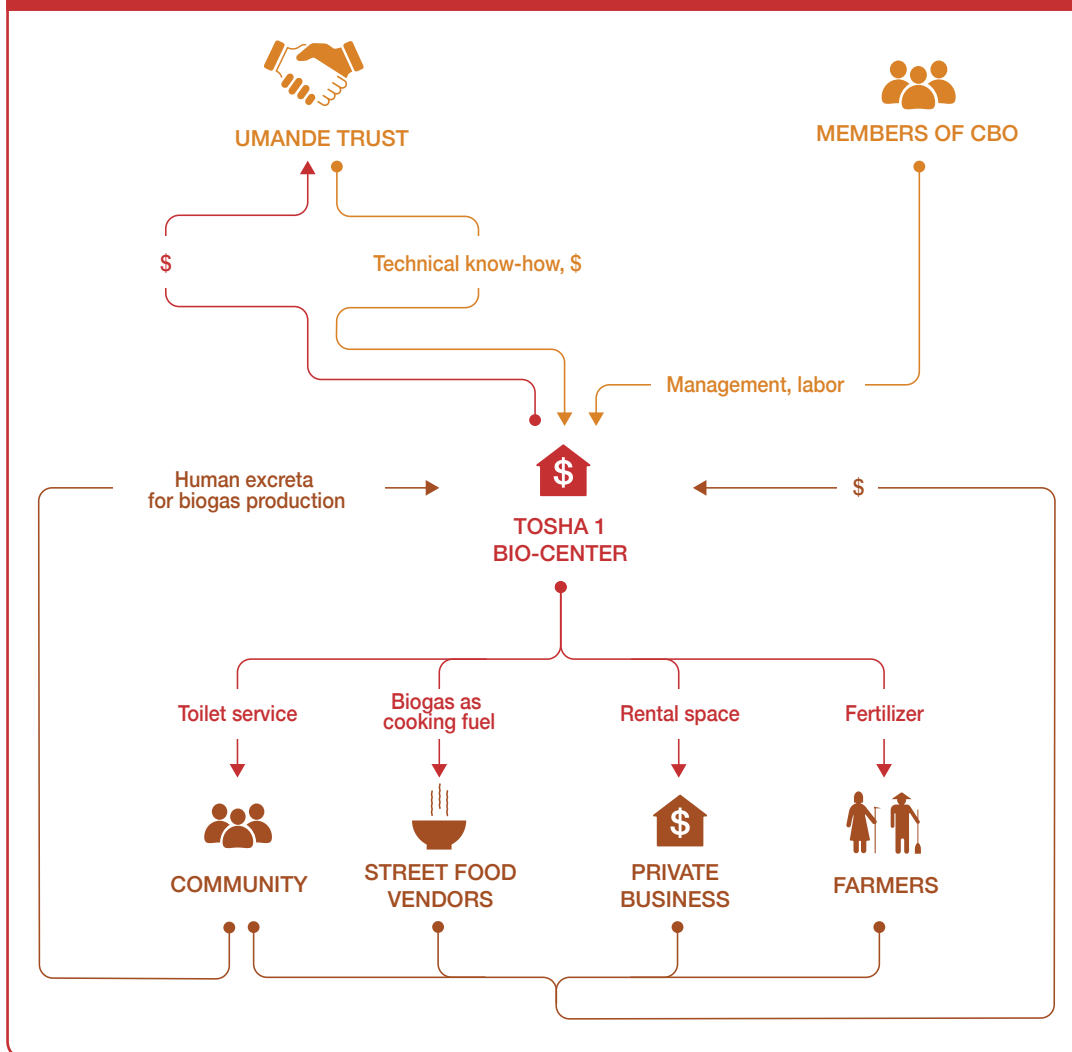 UMANDE TRUST
MEMBERS OF CBO
$
Technical know-how, $
Management, labor
Human excreta
for biogas production
$
$
TOSHA 1
BIO-CENTER
Toilet service
Biogas as
cooking fuel
Rental space
Fertilizer
$
COMMUNITY
STREET FOOD
VENDORS
PRIVATE
BUSINESS
FARMERS